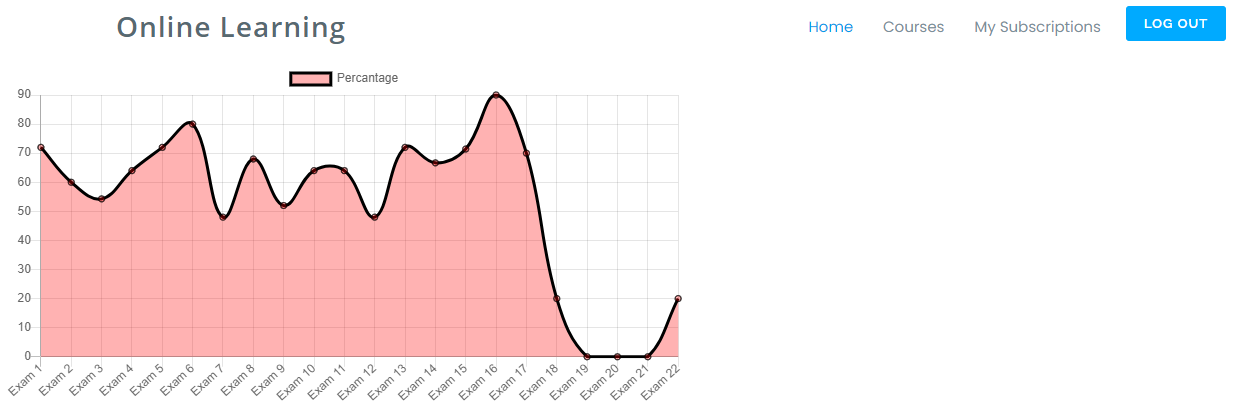 Online Learning
Home Courses My Subscriptions LOG OUT
Percantage
90
80
70
60
50
40
30
20
10
0
Exam 1 Exam 2 Exam 3 Exam 4 Exam 5 Exam 6 Exam 7 Exam 8 Exam 9 Exam 10 Exam 11 Exam 12 Exam 13 Exam 14 Exam 15 Exam 16 Exam 17 Exam 18 Exam 19 Exam 20 Exam 21 Exam 22